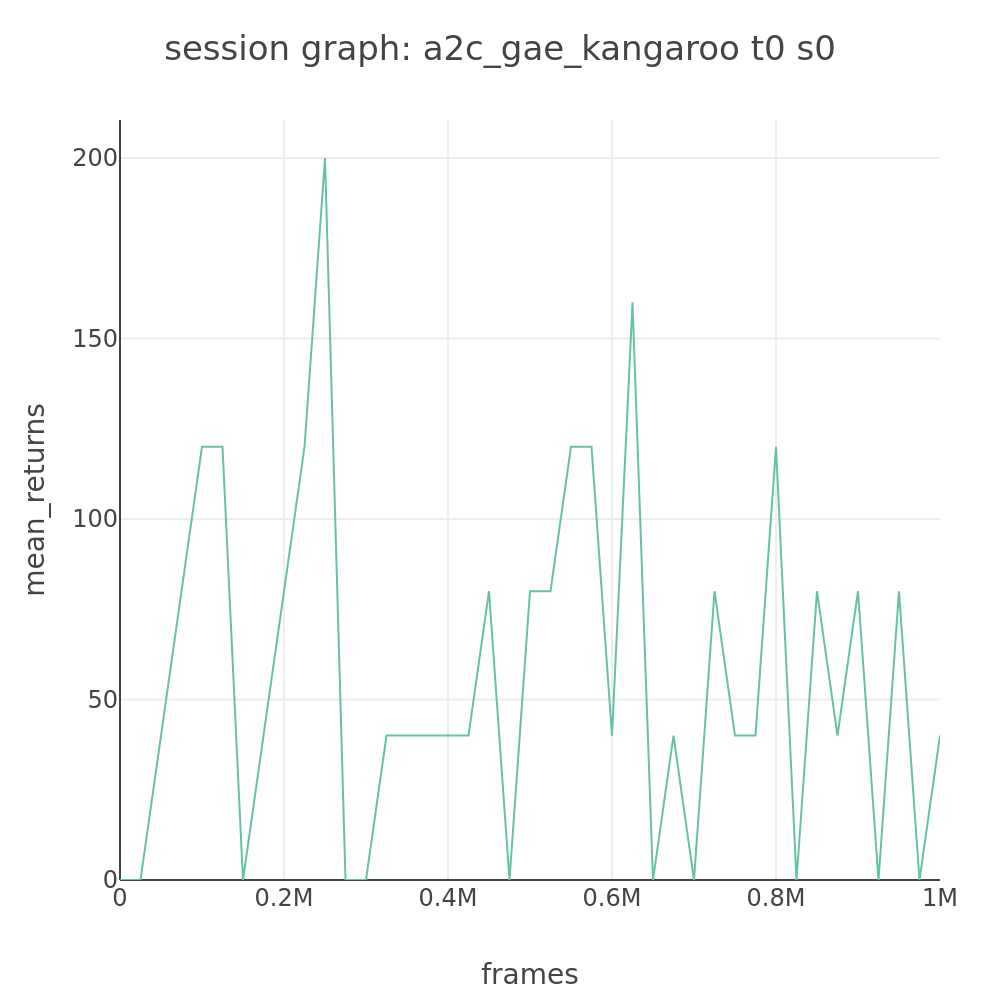 session graph: a2c_gae_kangaroo t0 s0
200
150
100
50
0
mean_returns
0
0.2M
0.4M
0.6M
0.8M
1M
frames